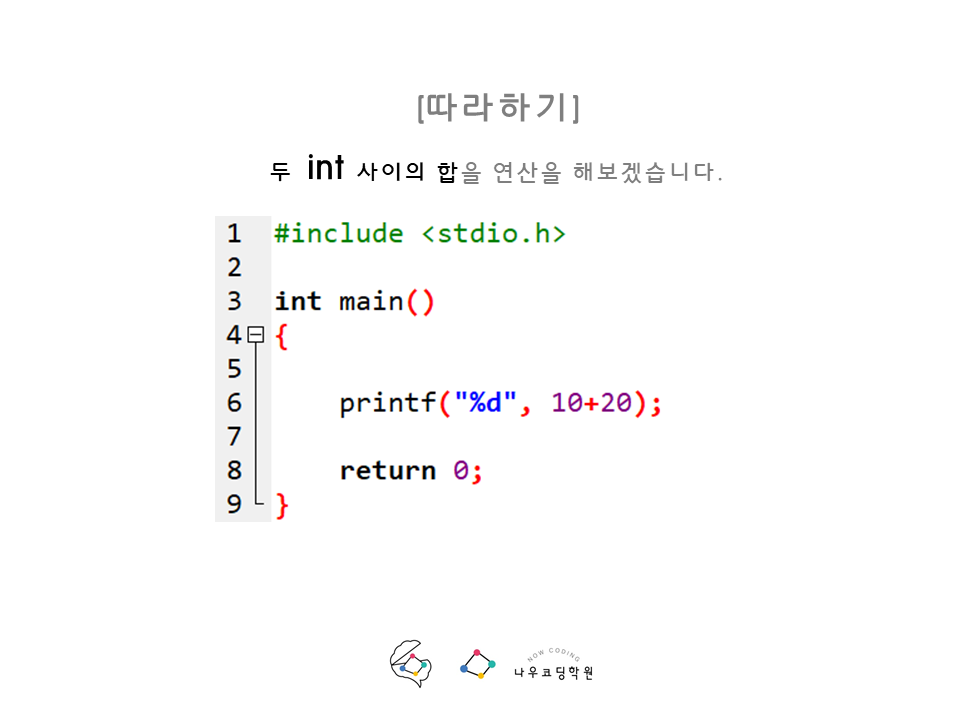 [따라하기]
두 int 사이의 합을 연산을 해보겠습니다.
1 #include <stdio.h>
2
3 int main()
4 {
5
6 printf("%d", 10+20);
7
8 return 0;
9 }
NOW CODING
나우코딩학원